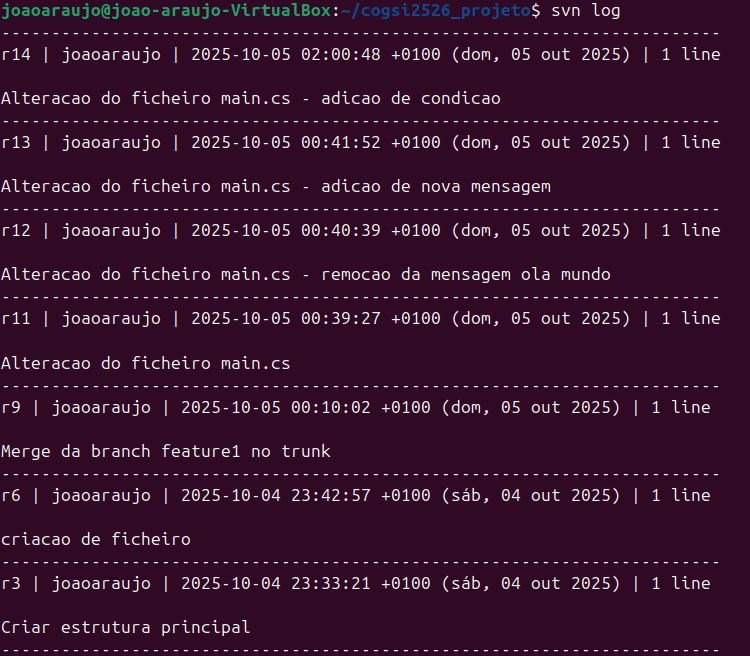 joaoaraujo@joao-araujo-VirtualBox:~/cogsi2526_projeto$ svn log
------------------------------------------------------------------------
r14 | joaoaraujo | 2025-10-05 02:00:48 +0100 (dom, 05 out 2025) | 1 line

Alteracao do ficheiro main.cs - adicao de condicao
------------------------------------------------------------------------
r13 | joaoaraujo | 2025-10-05 00:41:52 +0100 (dom, 05 out 2025) | 1 line

Alteracao do ficheiro main.cs - adicao de nova mensagem
------------------------------------------------------------------------
r12 | joaoaraujo | 2025-10-05 00:40:39 +0100 (dom, 05 out 2025) | 1 line

Alteracao do ficheiro main.cs - remocao da mensagem ola mundo
------------------------------------------------------------------------
r11 | joaoaraujo | 2025-10-05 00:39:27 +0100 (dom, 05 out 2025) | 1 line

Alteracao do ficheiro main.cs
------------------------------------------------------------------------
r9 | joaoaraujo | 2025-10-05 00:10:02 +0100 (dom, 05 out 2025) | 1 line

Merge da branch feature1 no trunk
------------------------------------------------------------------------
r6 | joaoaraujo | 2025-10-04 23:42:57 +0100 (sáb, 04 out 2025) | 1 line

criacao de ficheiro
------------------------------------------------------------------------
r3 | joaoaraujo | 2025-10-04 23:33:21 +0100 (sáb, 04 out 2025) | 1 line

Criar estrutura principal
------------------------------------------------------------------------